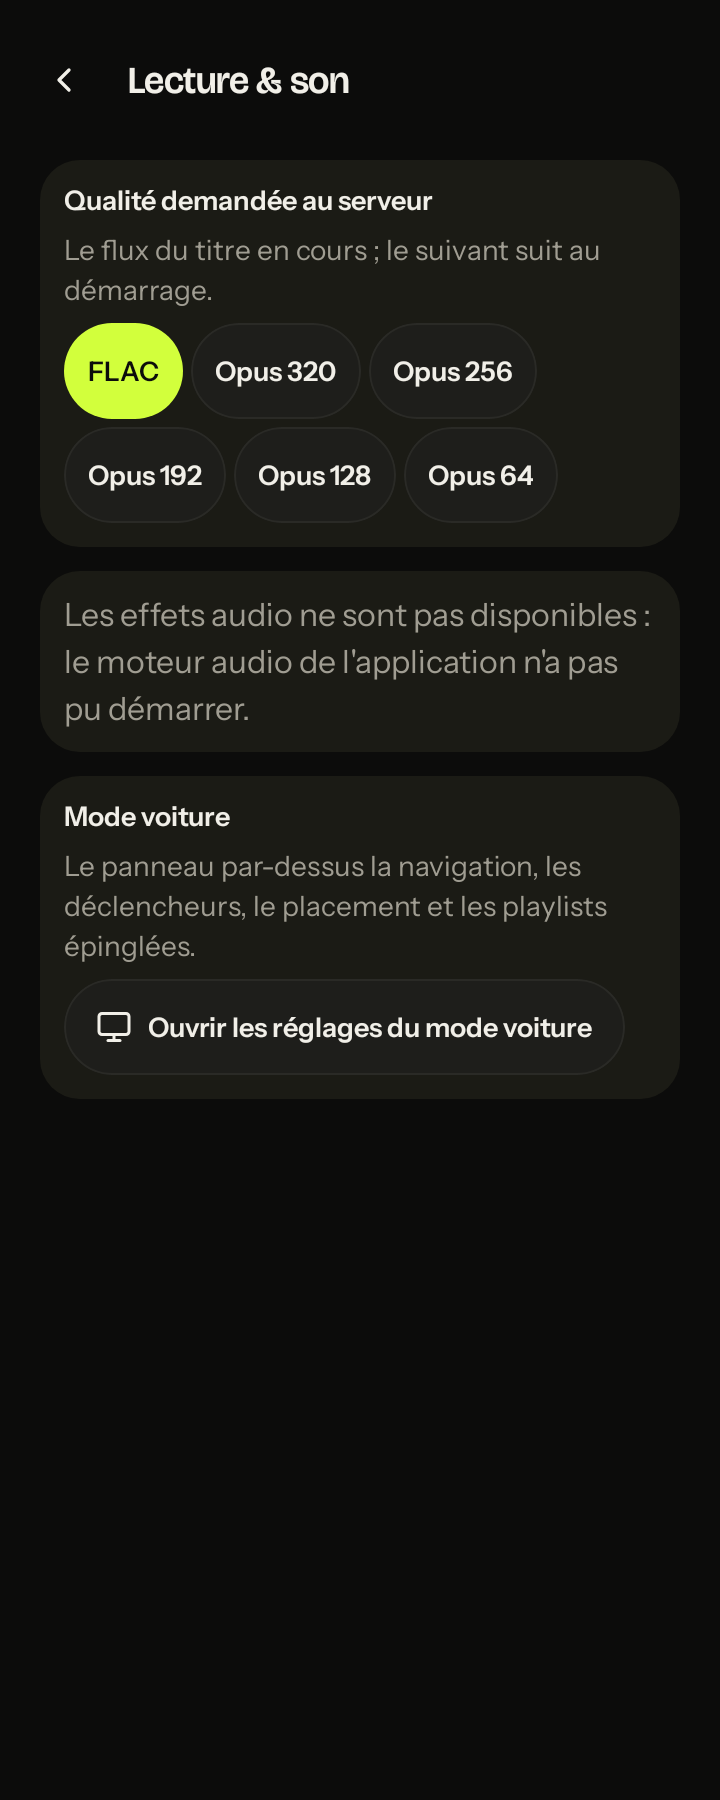 Lecture & son
Qualité demandée au serveur
Le flux du titre en cours ; le suivant suit au
démarrage.
FLAC
Opus 320
Opus 256
Opus 192
Opus 128
Opus 64
Les effets audio ne sont pas disponibles :
le moteur audio de l'application n'a pas
pu démarrer.
Mode voiture
Le panneau par-dessus la navigation, les
déclencheurs, le placement et les playlists
épinglées.
Ouvrir les réglages du mode voiture